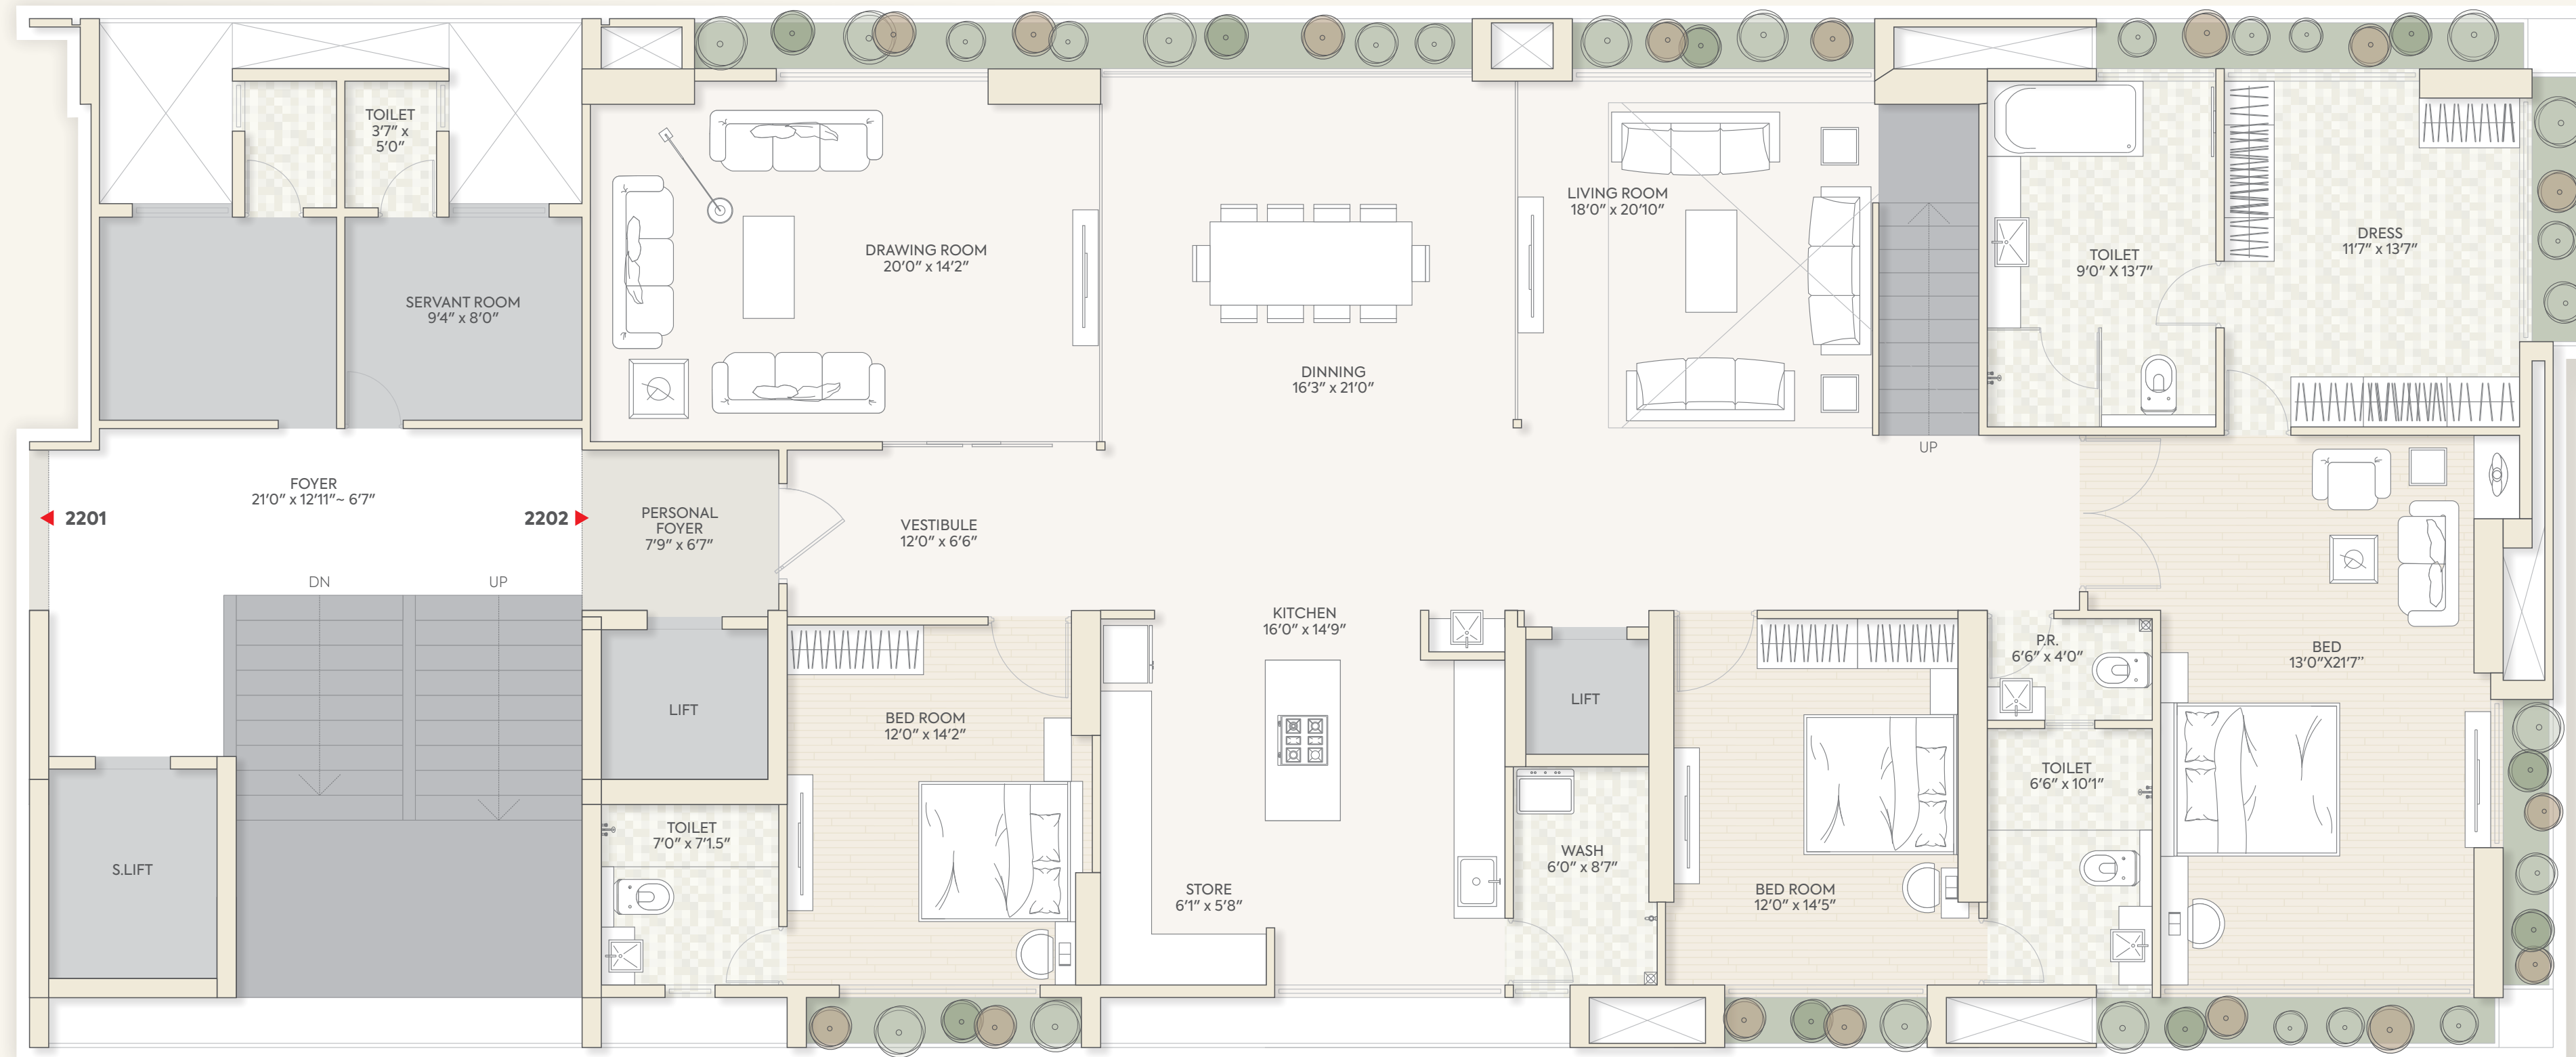 TOILET
3'7" x
5'0"
SERVANT ROOM
9'4" x 8'0"
DRAWING ROOM
20'0" x 14'2"
DINNING
16'3" x 21'0"
LIVING ROOM
18'0" x 20'10"
UP
TOILET
9'0" X 13'7"
DRESS
11'7" x 13'7"
FOYER
21'0" x 12'11"~ 6'7"
2201
2202
PERSONAL
FOYER
7'9" x 6'7"
VESTIBULE
12'0" x 6'6"
DN
UP
S.LIFT
LIFT
TOILET
7'0" x 7'1.5"
BED ROOM
12'0" x 14'2"
KITCHEN
16'0" x 14'9"
STORE
6'1" x 5'8"
LIFT
WASH
6'0" x 8'7"
BED ROOM
12'0" x 14'5"
P.R.
6'6" x 4'0"
TOILET
6'6" x 10'1"
BED
13'0"X21'7''